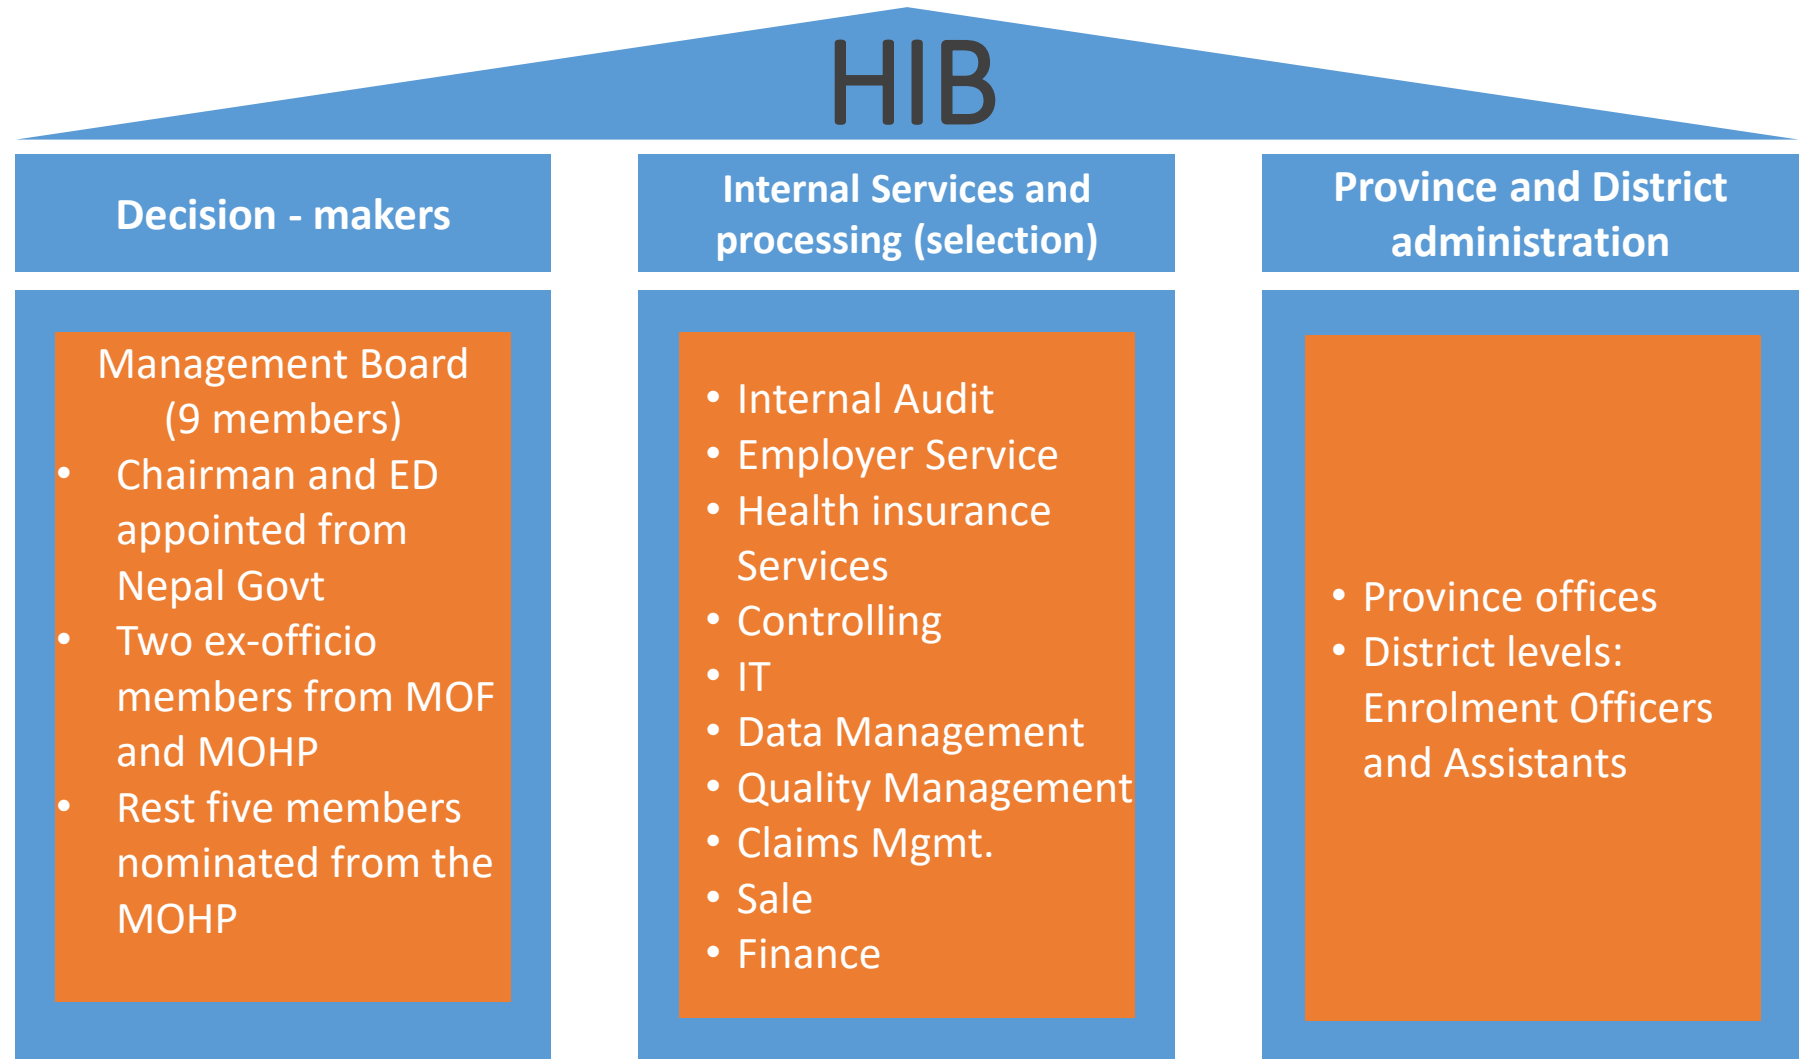 HIB
Decision - makers
Management Board
(9 members)
• Chairman and ED
appointed from
Nepal Govt
• Two ex-officio
members from MOF
and MOHP
• Rest five members
nominated from the
MOHP
Internal Services and
processing (selection)
• Internal Audit
• Employer Service
• Health insurance
Services
• Controlling
• IT
• Data Management
• Quality Management
• Claims Mgmt.
• Sale
• Finance
Province and District
administration
• Province offices
• District levels:
Enrolment Officers
and Assistants